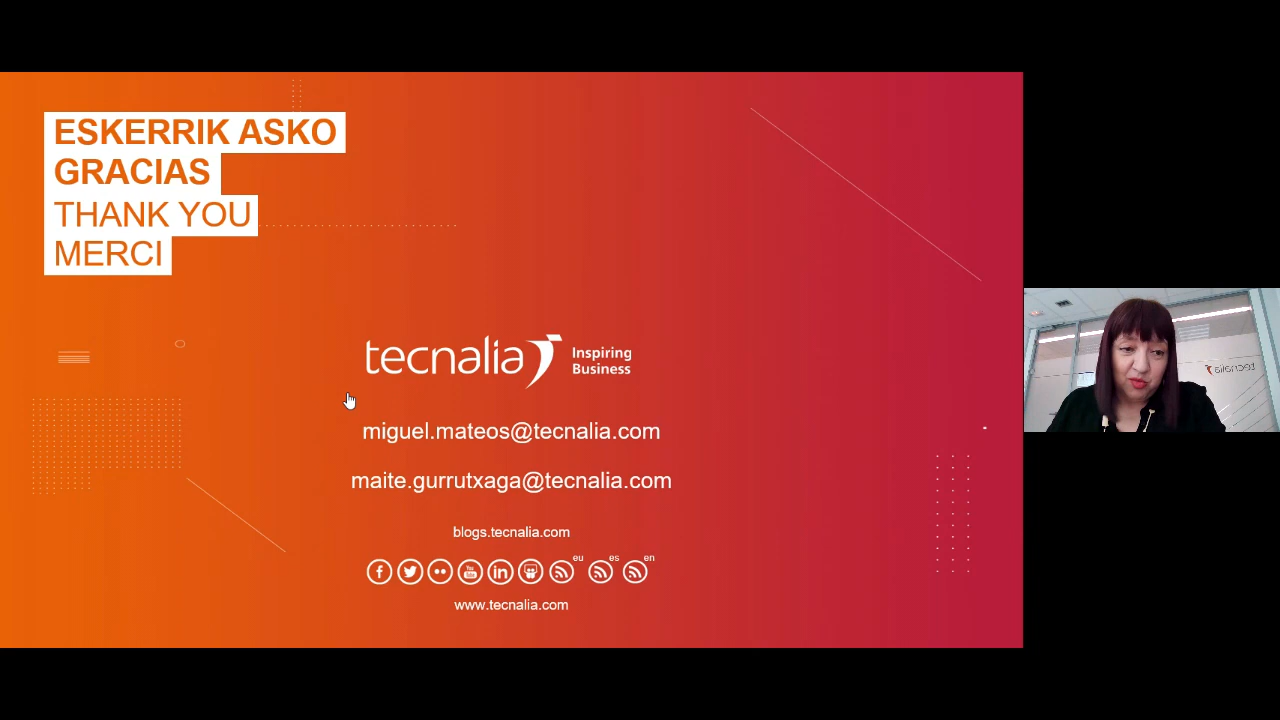 ESKERRIK ASKO
GRACIAS
THANK YOU
MERCI
tecnalia Inspiring
Business
miguel.mateos@tecnalia.com
maite.gurrutxaga@tecnalia.com
blogs.tecnalia.com
eu es en
www.tecnalia.com
tecnalia